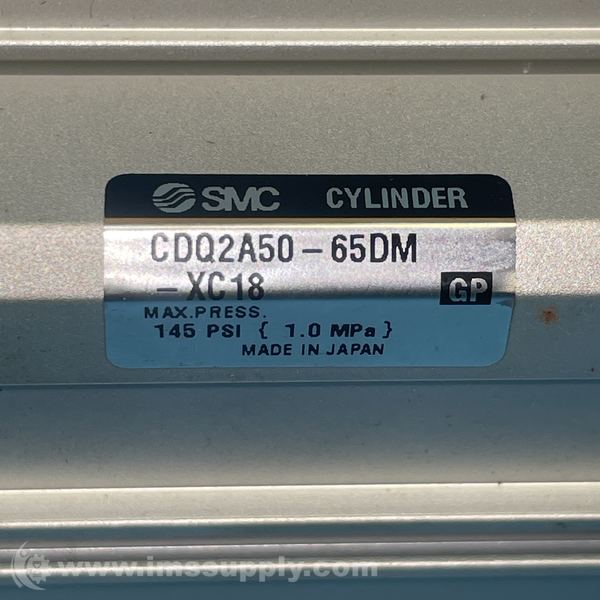 SMC CYLINDER
CDQ2A50-65DM
-XC18
GP
MAX.PRESS.
145 PSI { 1.0 MPa }
MADE IN JAPAN
www.imssupply.com